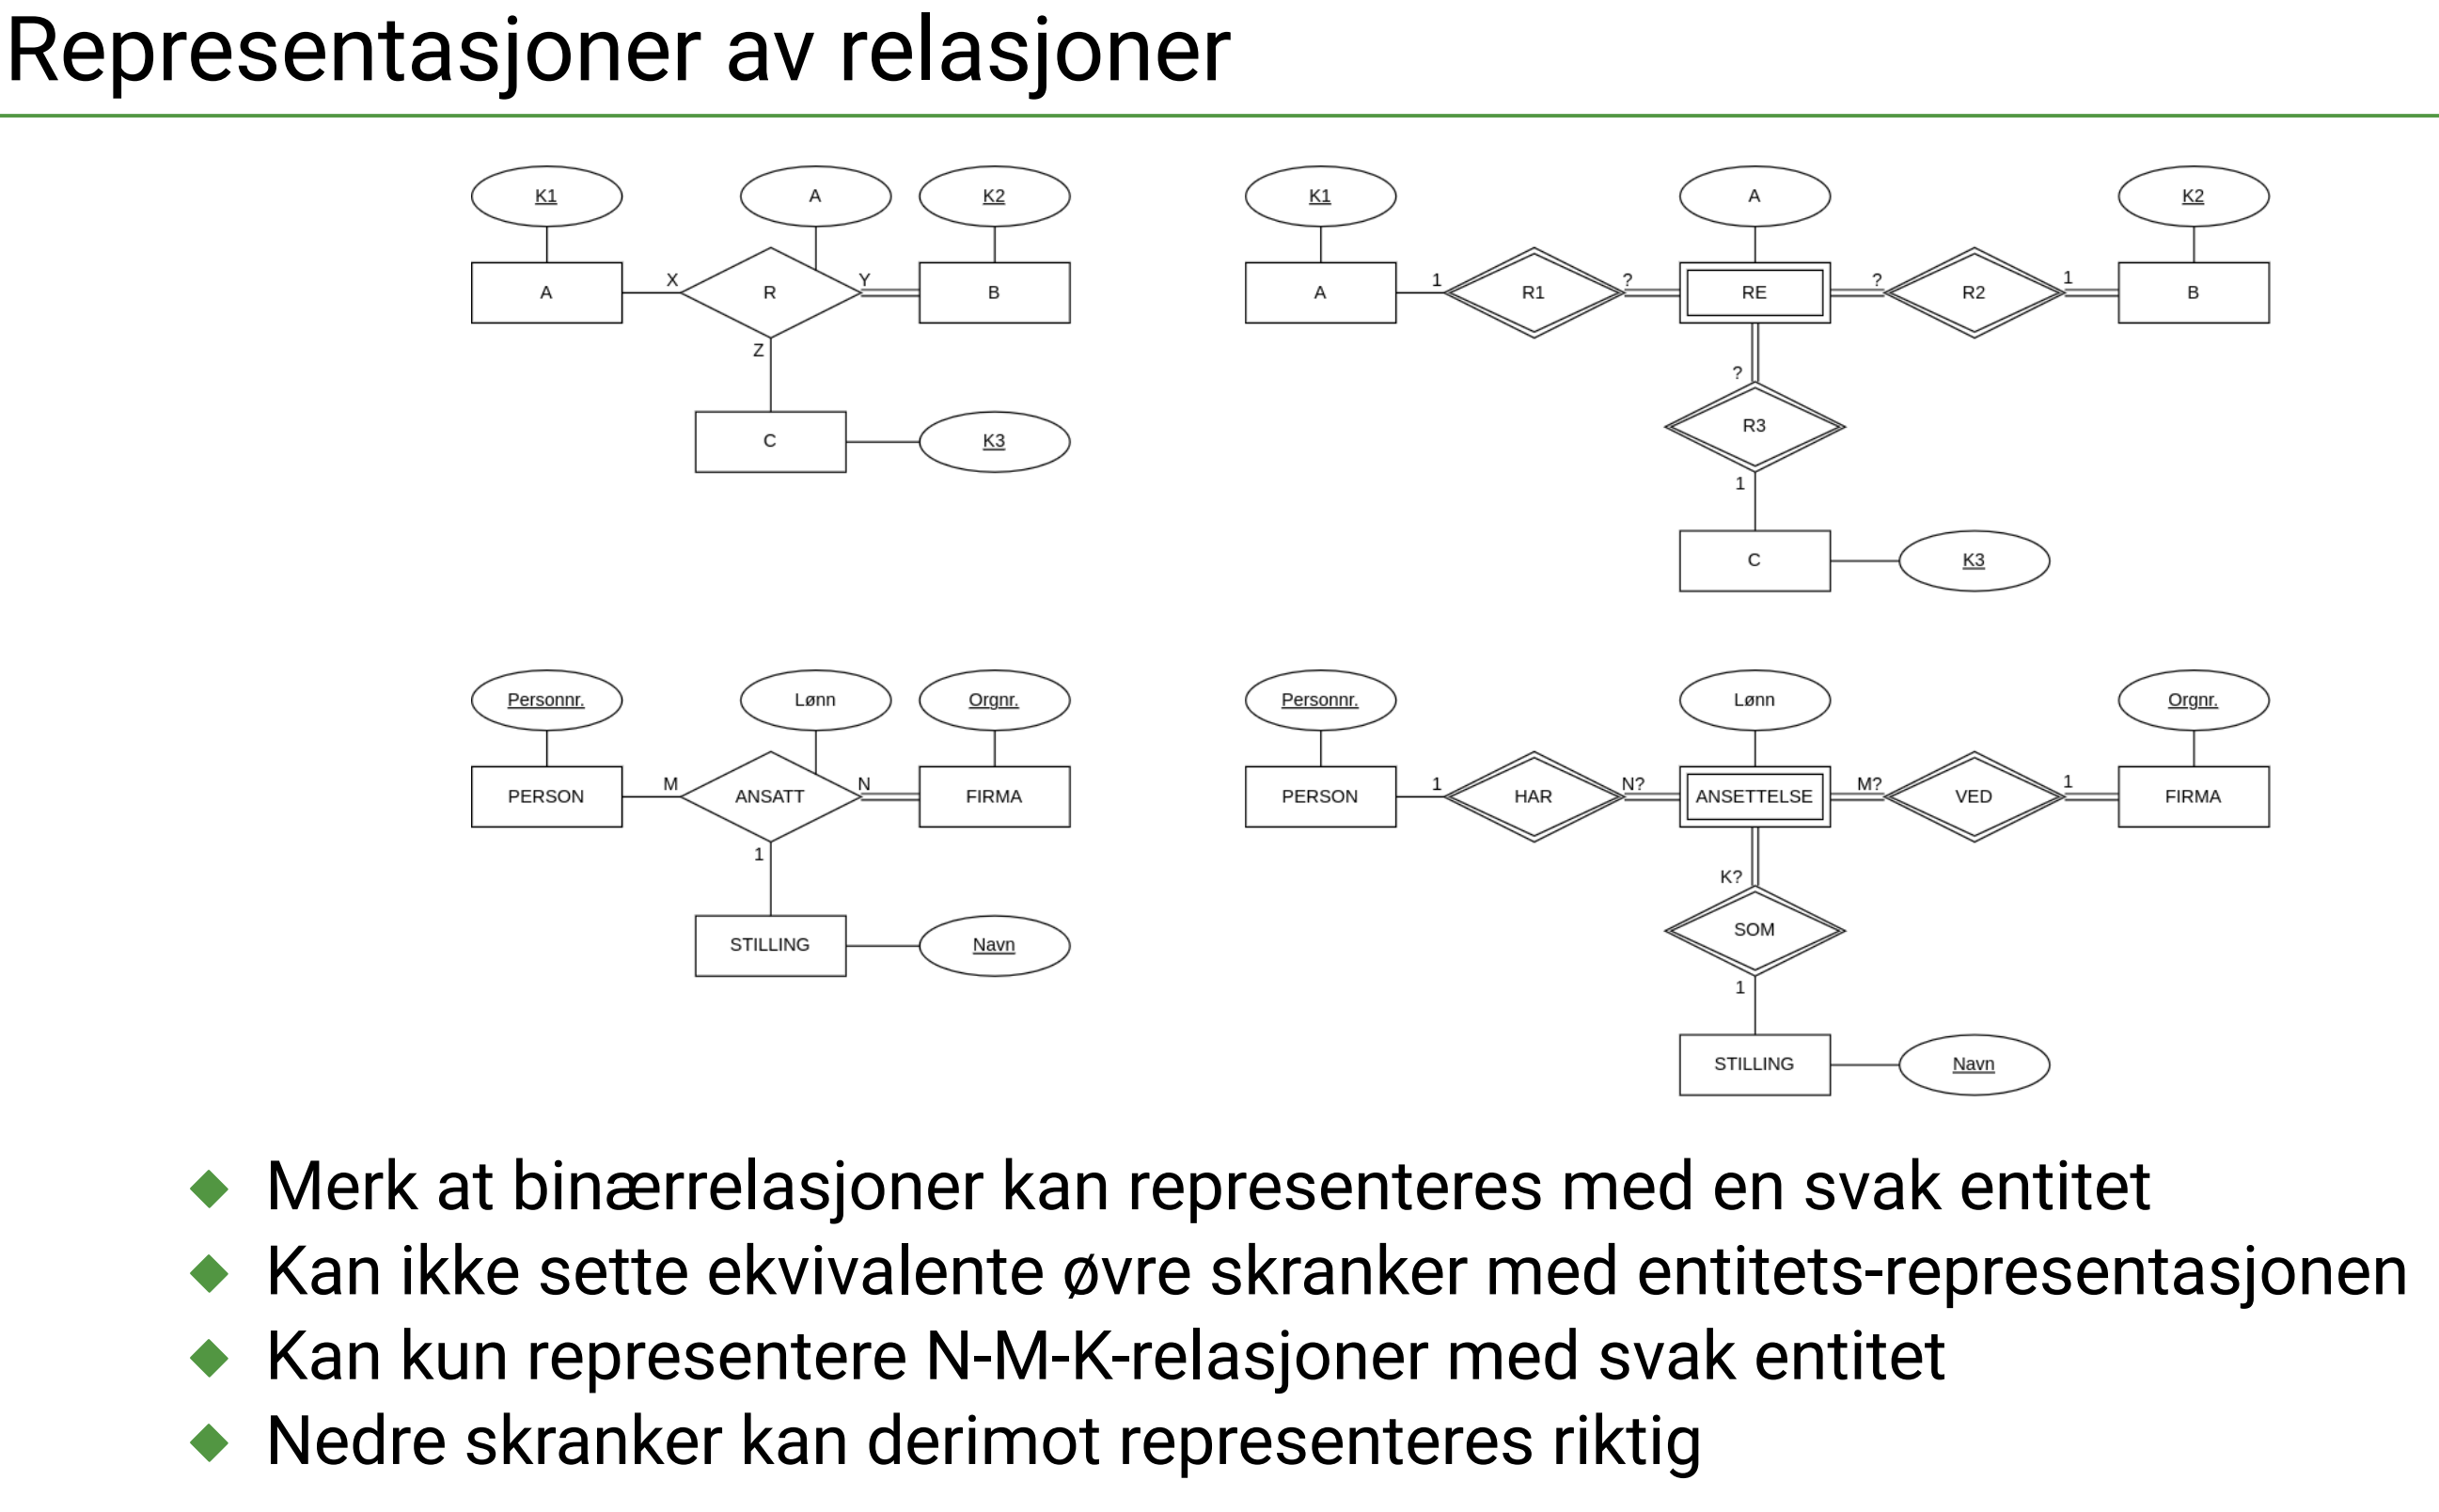 Representasjoner av relasjoner
K1 A K2
A X R Y B
Z
C K3
K1 A K2
A 1 R1 ? RE ? R2 1 B
?
R3
1
C K3
Personnr. Lønn Orgnr.
PERSON M ANSATT N FIRMA
1
STILLING Navn
Personnr. Lønn Orgnr.
PERSON 1 HAR N? ANSETTELSE M? VED 1 FIRMA
K?
SOM
1
STILLING Navn
Merk at binærrelasjoner kan representeres med en svak entitet
Kan ikke sette ekvivalente øvre skranker med entitets-representasjonen
Kan kun representere N-M-K-relasjoner med svak entitet
Nedre skranker kan derimot representeres riktig